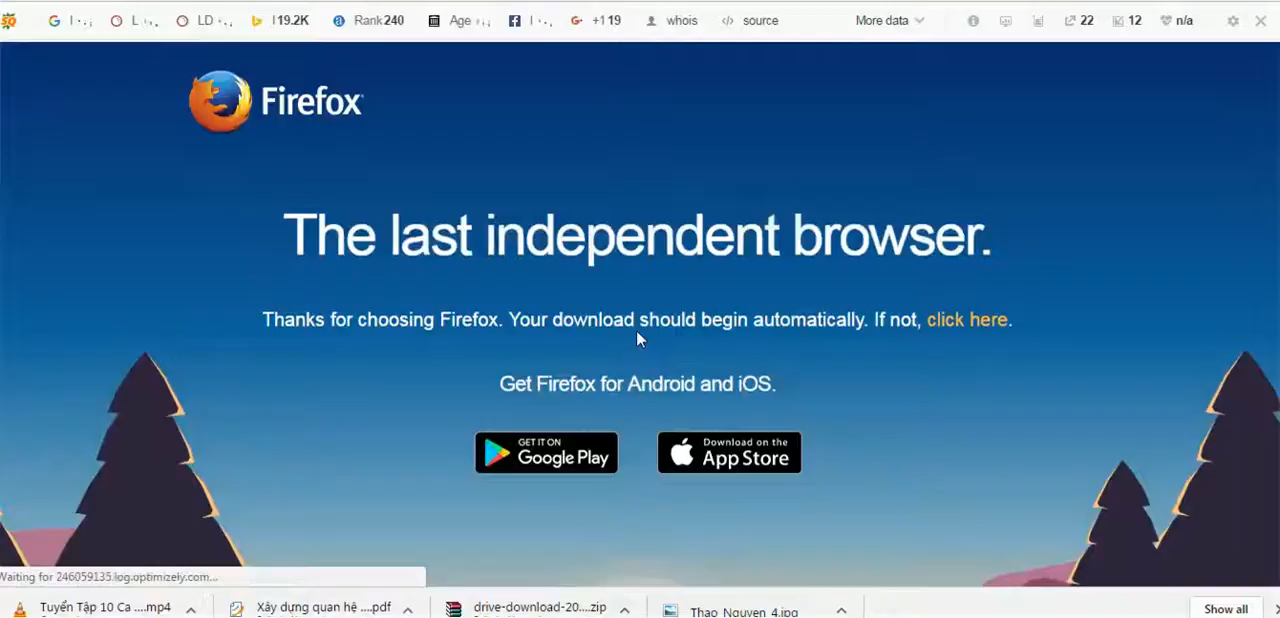 LD I 19.2K Rank 240 Age +1 19 whois source More data 22 12 n/a
Firefox
The last independent browser.
Thanks for choosing Firefox. Your download should begin automatically. If not, click here.
Get Firefox for Android and iOS.
GET IT ON Google Play
Download on the App Store
Waiting for 246059135.log.optimizely.com...
Tuyển Tập 10 Ca ....mp4 Xây dựng quan hệ ....pdf drive-download-20....zip Thao_Nguyen_4.jpg Show all